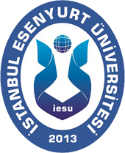 İSTANBUL ESENYURT ÜNİVERSİTESİ
iesu
2013